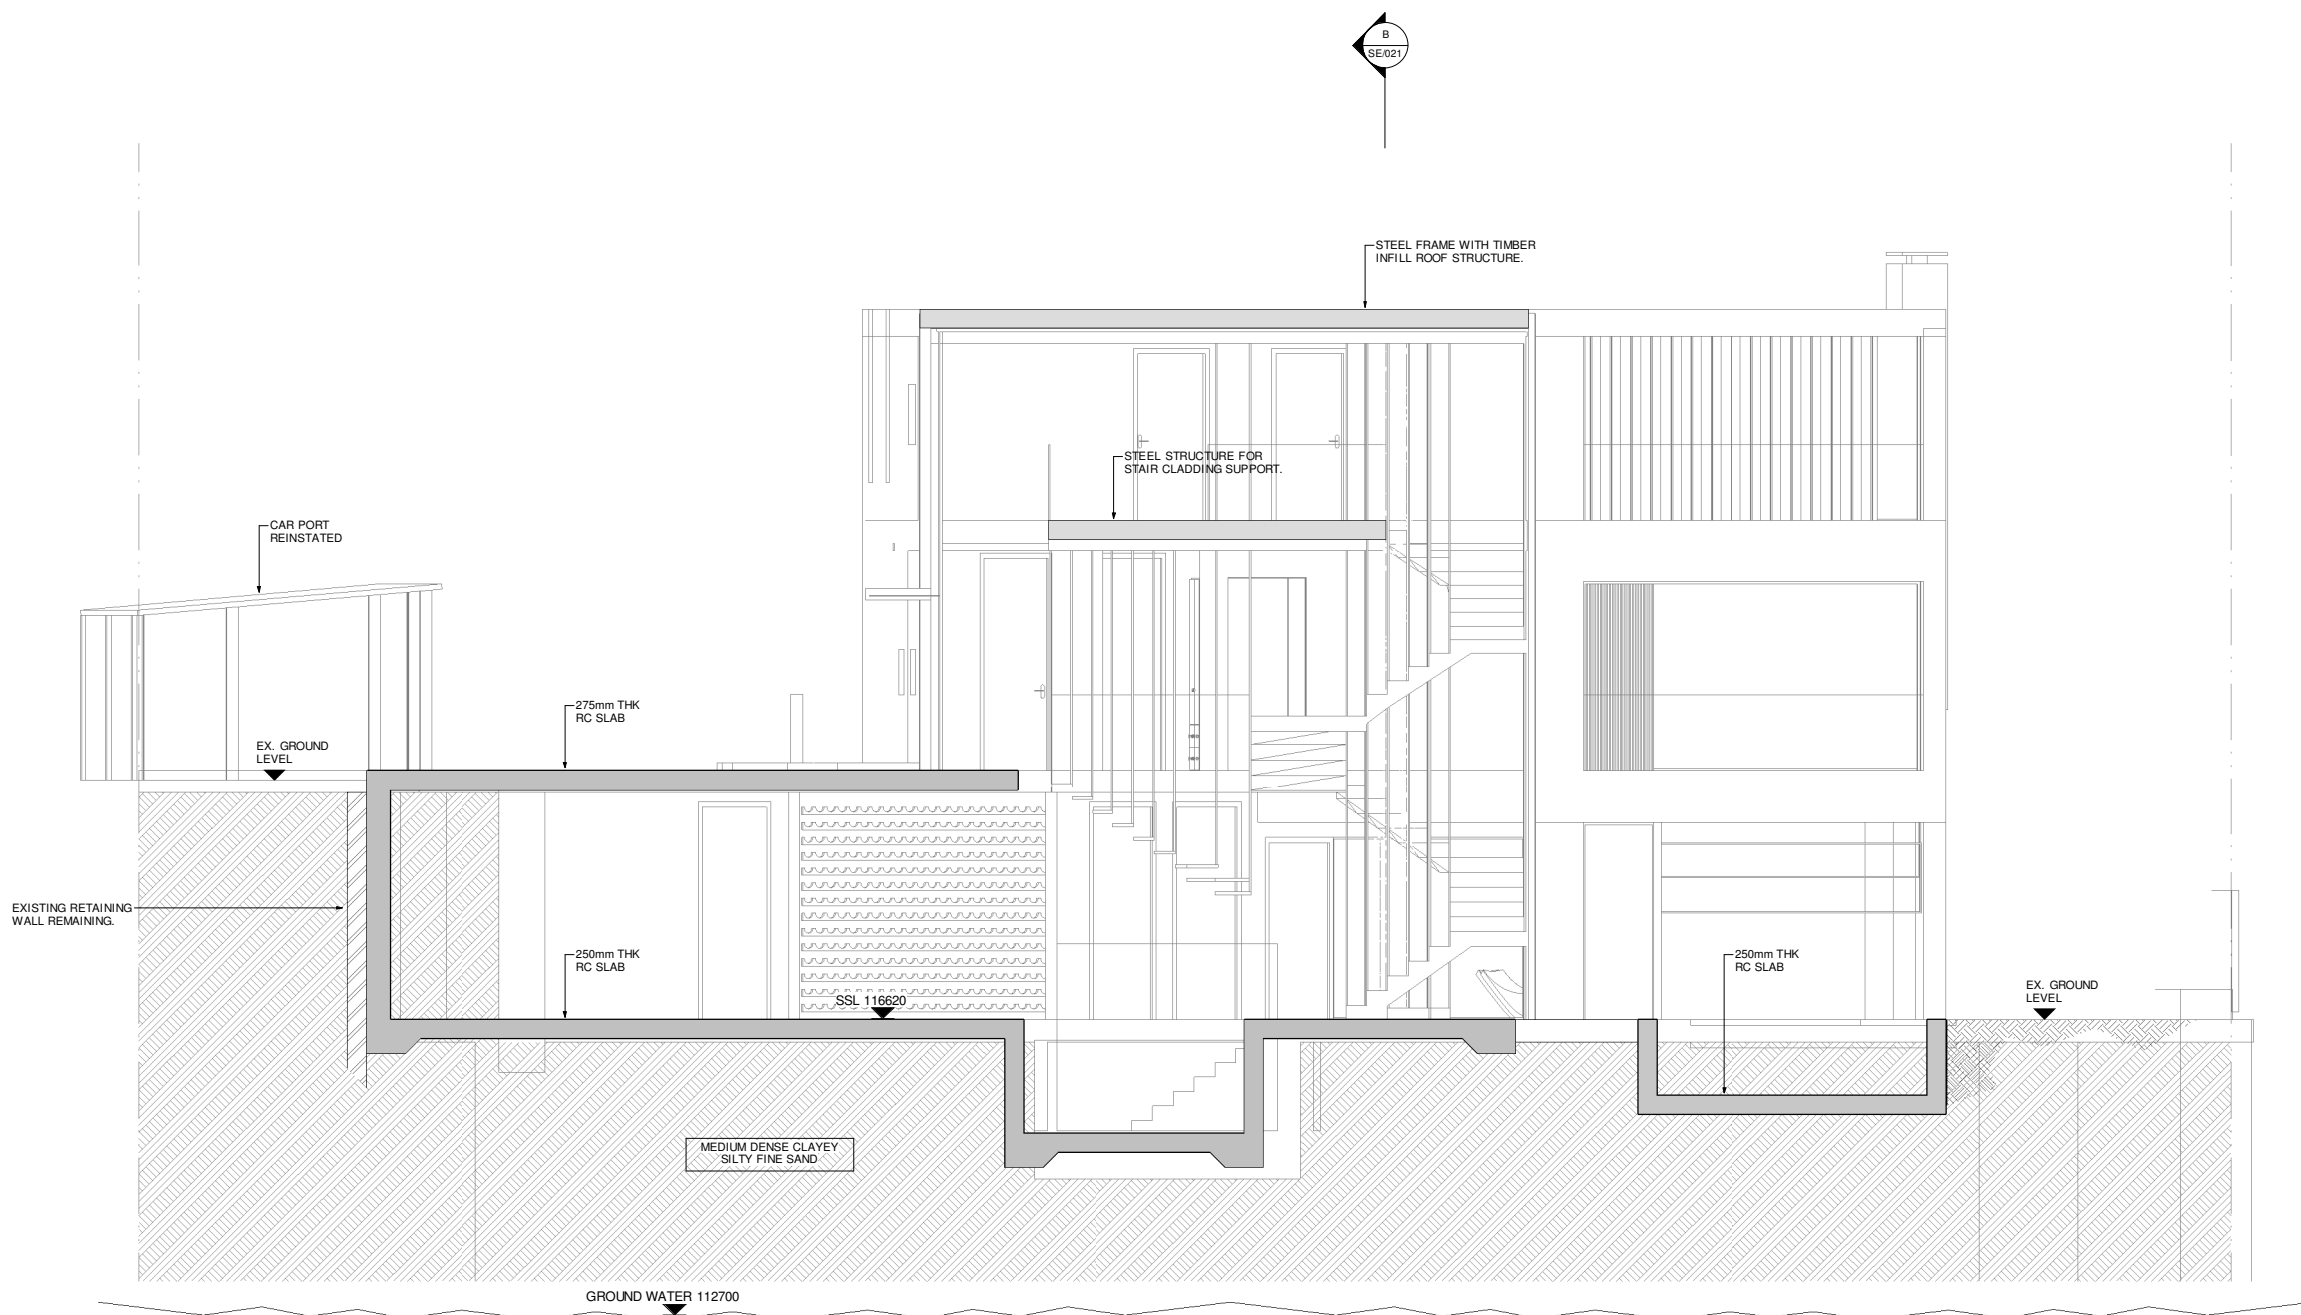 B
SE/021
STEEL FRAME WITH TIMBER
INFILL ROOF STRUCTURE.
STEEL STRUCTURE FOR
STAIR CLADDING SUPPORT.
CAR PORT
REINSTATED
275mm THK
RC SLAB
EX. GROUND
LEVEL
EXISTING RETAINING
WALL REMAINING.
250mm THK
RC SLAB
SSL 116620
250mm THK
RC SLAB
EX. GROUND
LEVEL
MEDIUM DENSE CLAYEY
SILTY FINE SAND
GROUND WATER 112700